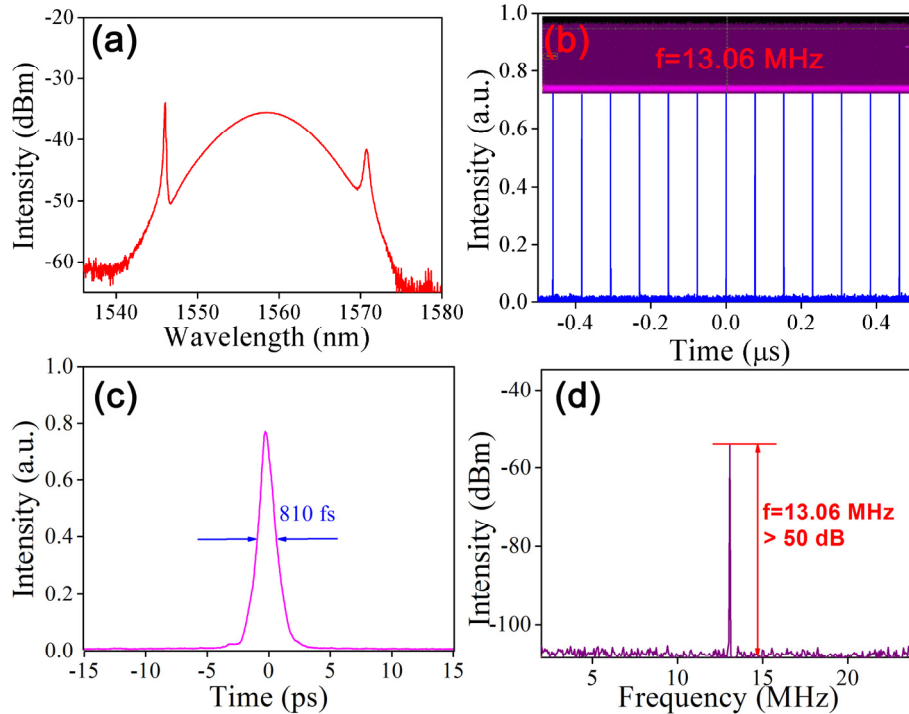 (a)
-20
-30
-40
-50
-60
Intensity (dBm)
1540 1550 1560 1570 1580
Wavelength (nm)
(b)
f=13.06 MHz
1.0
0.8
0.6
0.4
0.2
0.0
Intensity (a.u.)
-0.4 -0.2 0.0 0.2 0.4
Time (μs)
(c)
1.0
0.8
0.6
0.4
0.2
0.0
Intensity (a.u.)
810 fs
-15 -10 -5 0 5 10 15
Time (ps)
(d)
-40
-60
-80
-100
Intensity (dBm)
f=13.06 MHz
> 50 dB
5 10 15 20
Frequency (MHz)